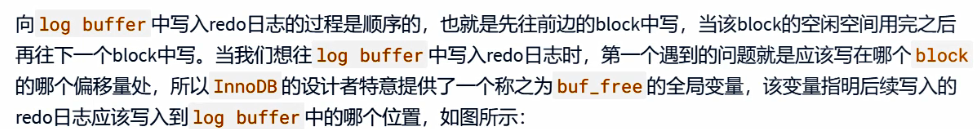 向 log buffer 中写入redo日志的过程是顺序的，也就是先往前边的block中写，当该block的空闲空间用完之后
再往下一个block中写。当我们想往 log buffer 中写入redo日志时，第一个遇到的问题就是应该写在哪个 block
的哪个偏移量处，所以 InnoDB 的设计者特意提供了一个称之为 buf_free 的全局变量，该变量指明后续写入的
redo日志应该写入到 log buffer 中的哪个位置，如图所示：